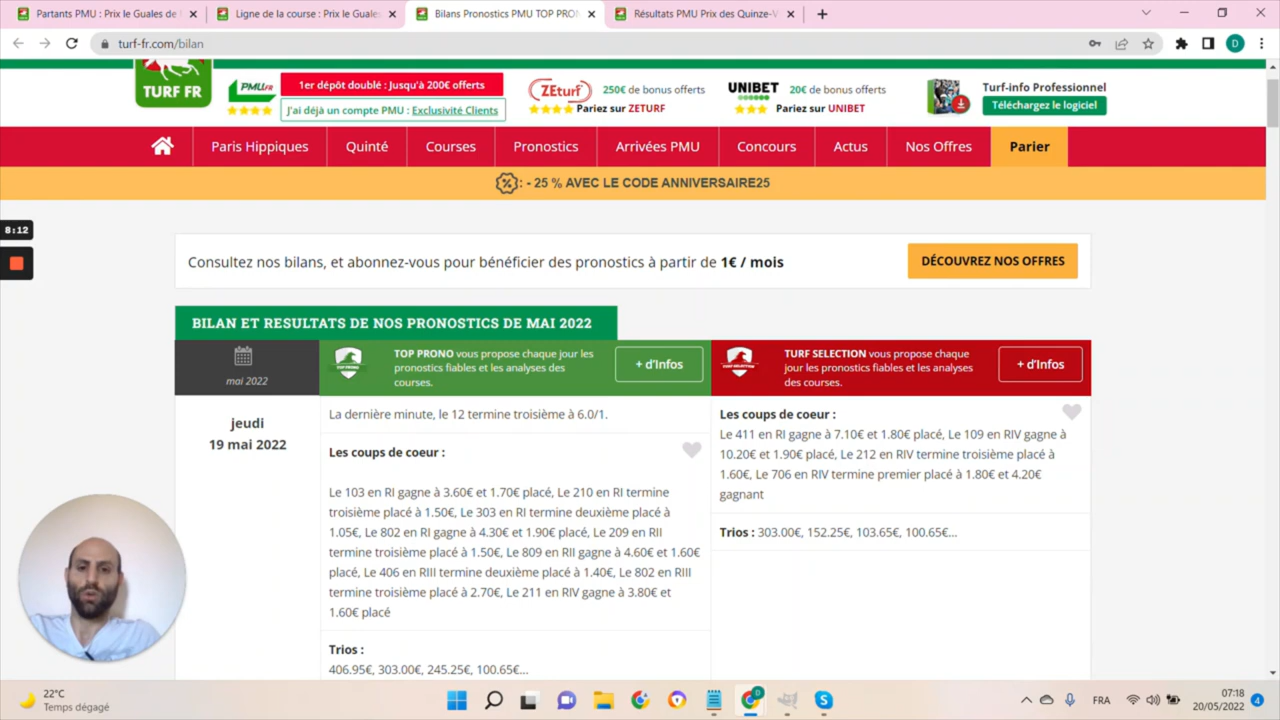 Partants PMU : Prix le Guales de
Ligne de la course : Prix le Guales
Bilans Pronostics PMU TOP PRO
Résultats PMU Prix des Quinze-V
turf-fr.com/bilan
D
TURF FR
PMU.FR
1er dépôt doublé : Jusqu'à 200€ offerts
J'ai déjà un compte PMU : Exclusivité Clients
ZEturf
250€ de bonus offerts
Pariez sur ZETURF
UNIBET
20€ de bonus offerts
Pariez sur UNIBET
Turf-info Professionnel
Téléchargez le logiciel
Paris Hippiques
Quinté
Courses
Pronostics
Arrivées PMU
Concours
Actus
Nos Offres
Parier
% : - 25 % AVEC LE CODE ANNIVERSAIRE25
8:12
Consultez nos bilans, et abonnez-vous pour bénéficier des pronostics à partir de 1€ / mois
DÉCOUVREZ NOS OFFRES
BILAN ET RESULTATS DE NOS PRONOSTICS DE MAI 2022
mai 2022
TOP PRONO
TOP PRONO vous propose chaque jour les
pronostics fiables et les analyses des
courses.
+ d'Infos
TURF SELECTION vous propose chaque
jour les pronostics fiables et les analyses
des courses.
+ d'Infos
jeudi
19 mai 2022
La dernière minute, le 12 termine troisième à 6.0/1.
Les coups de coeur :
Le 103 en RI gagne à 3.60€ et 1.70€ placé, Le 210 en RI termine
troisième placé à 1.50€, Le 303 en RI termine deuxième placé à
1.05€, Le 802 en RI gagne à 4.30€ et 1.90€ placé, Le 209 en RII
termine troisième placé à 1.50€, Le 809 en RII gagne à 4.60€ et 1.60€
placé, Le 406 en RIII termine deuxième placé à 1.40€, Le 802 en RIII
termine troisième placé à 2.70€, Le 211 en RIV gagne à 3.80€ et
1.60€ placé
Trios :
406.95€, 303.00€, 245.25€, 100.65€...
Les coups de coeur :
Le 411 en RI gagne à 7.10€ et 1.80€ placé, Le 109 en RIV gagne à
10.20€ et 1.90€ placé, Le 212 en RIV termine troisième placé à
1.60€, Le 706 en RIV termine premier placé à 1.80€ et 4.20€
gagnant
Trios : 303.00€, 152.25€, 103.65€, 100.65€...
22°C
Temps dégagé
D
FRA
07:18
20/05/2022
4